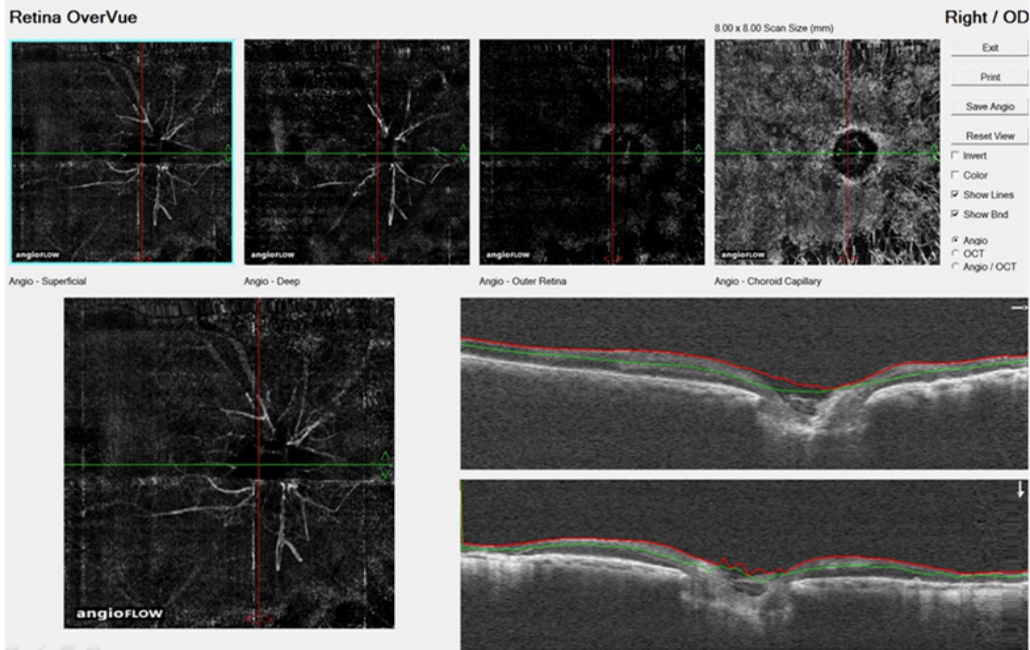 Retina OverVue
Right / OD
8.00 x 8.00 Scan Size (mm)
Exit
Print
Save Angio
Reset View
Invert
Color
Show Lines
Show Bnd
Angio
OCT
Angio / OCT
angioFLOW
angioFLOW
angioFLOW
angioFLOW
Angio - Superficial
Angio - Deep
Angio - Outer Retina
Angio - Choroid Capillary
angioFLOW